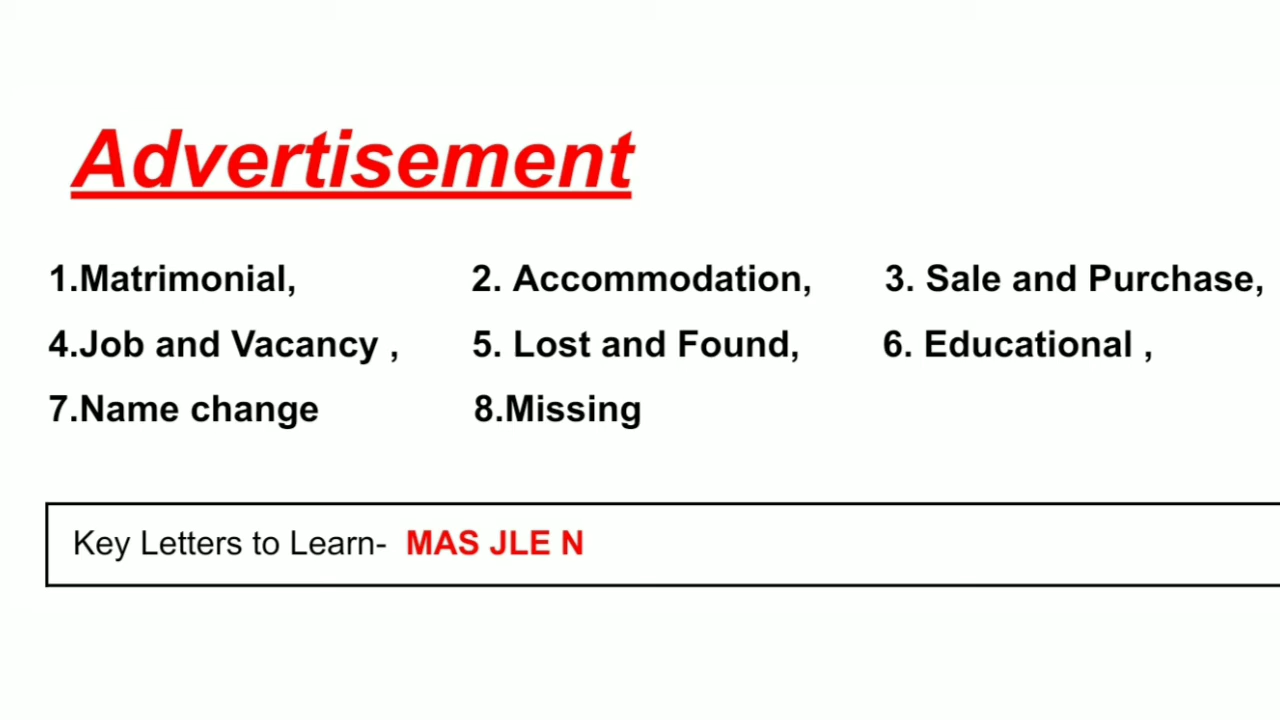 Advertisement
1.Matrimonial, 2. Accommodation, 3. Sale and Purchase,
4.Job and Vacancy , 5. Lost and Found, 6. Educational ,
7.Name change 8.Missing
Key Letters to Learn- MAS JLE N